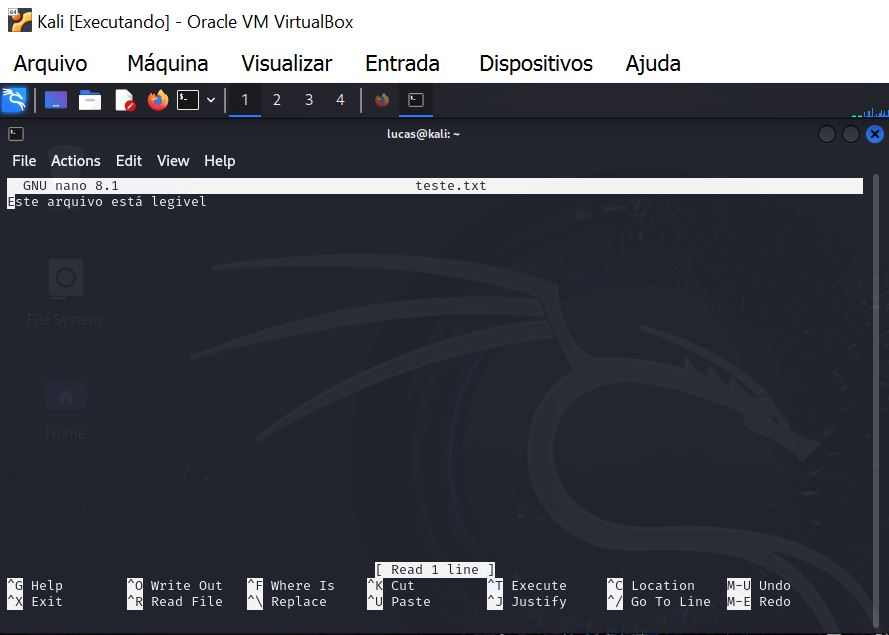 Kali [Executando] - Oracle VM VirtualBox
Arquivo Máquina Visualizar Entrada Dispositivos Ajuda
1 2 3 4
lucas@kali: ~
File Actions Edit View Help
GNU nano 8.1 teste.txt
Este arquivo está legivel
File System
Home
[ Read 1 line ]
^G Help ^O Write Out ^F Where Is ^K Cut ^T Execute ^C Location M-U Undo
^X Exit ^R Read File ^\ Replace ^U Paste ^J Justify ^/ Go To Line M-E Redo